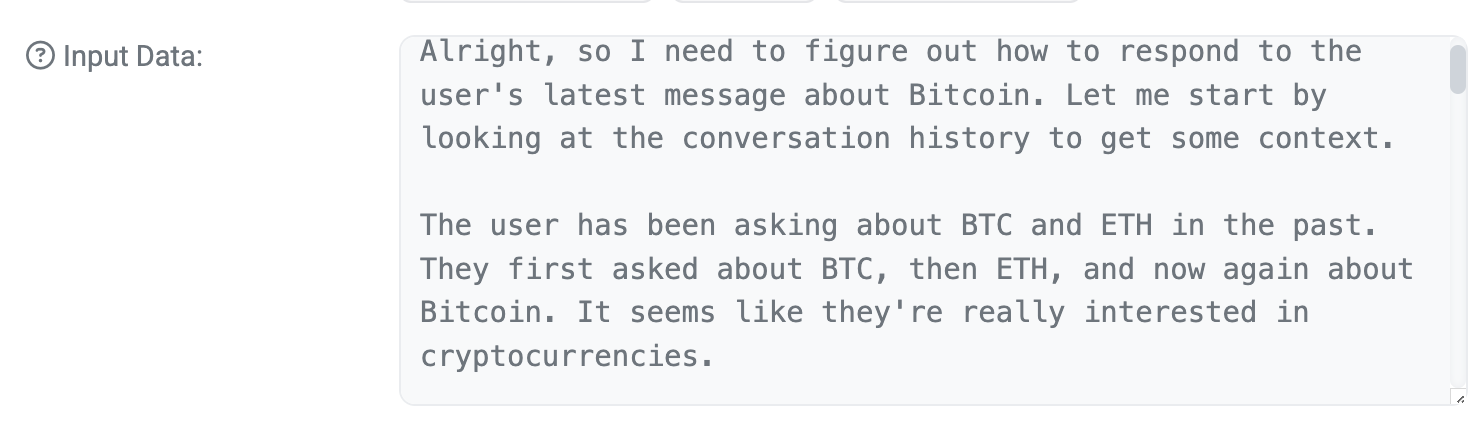 Input Data:
Alright, so I need to figure out how to respond to the
user's latest message about Bitcoin. Let me start by
looking at the conversation history to get some context.

The user has been asking about BTC and ETH in the past.
They first asked about BTC, then ETH, and now again about
Bitcoin. It seems like they're really interested in
cryptocurrencies.